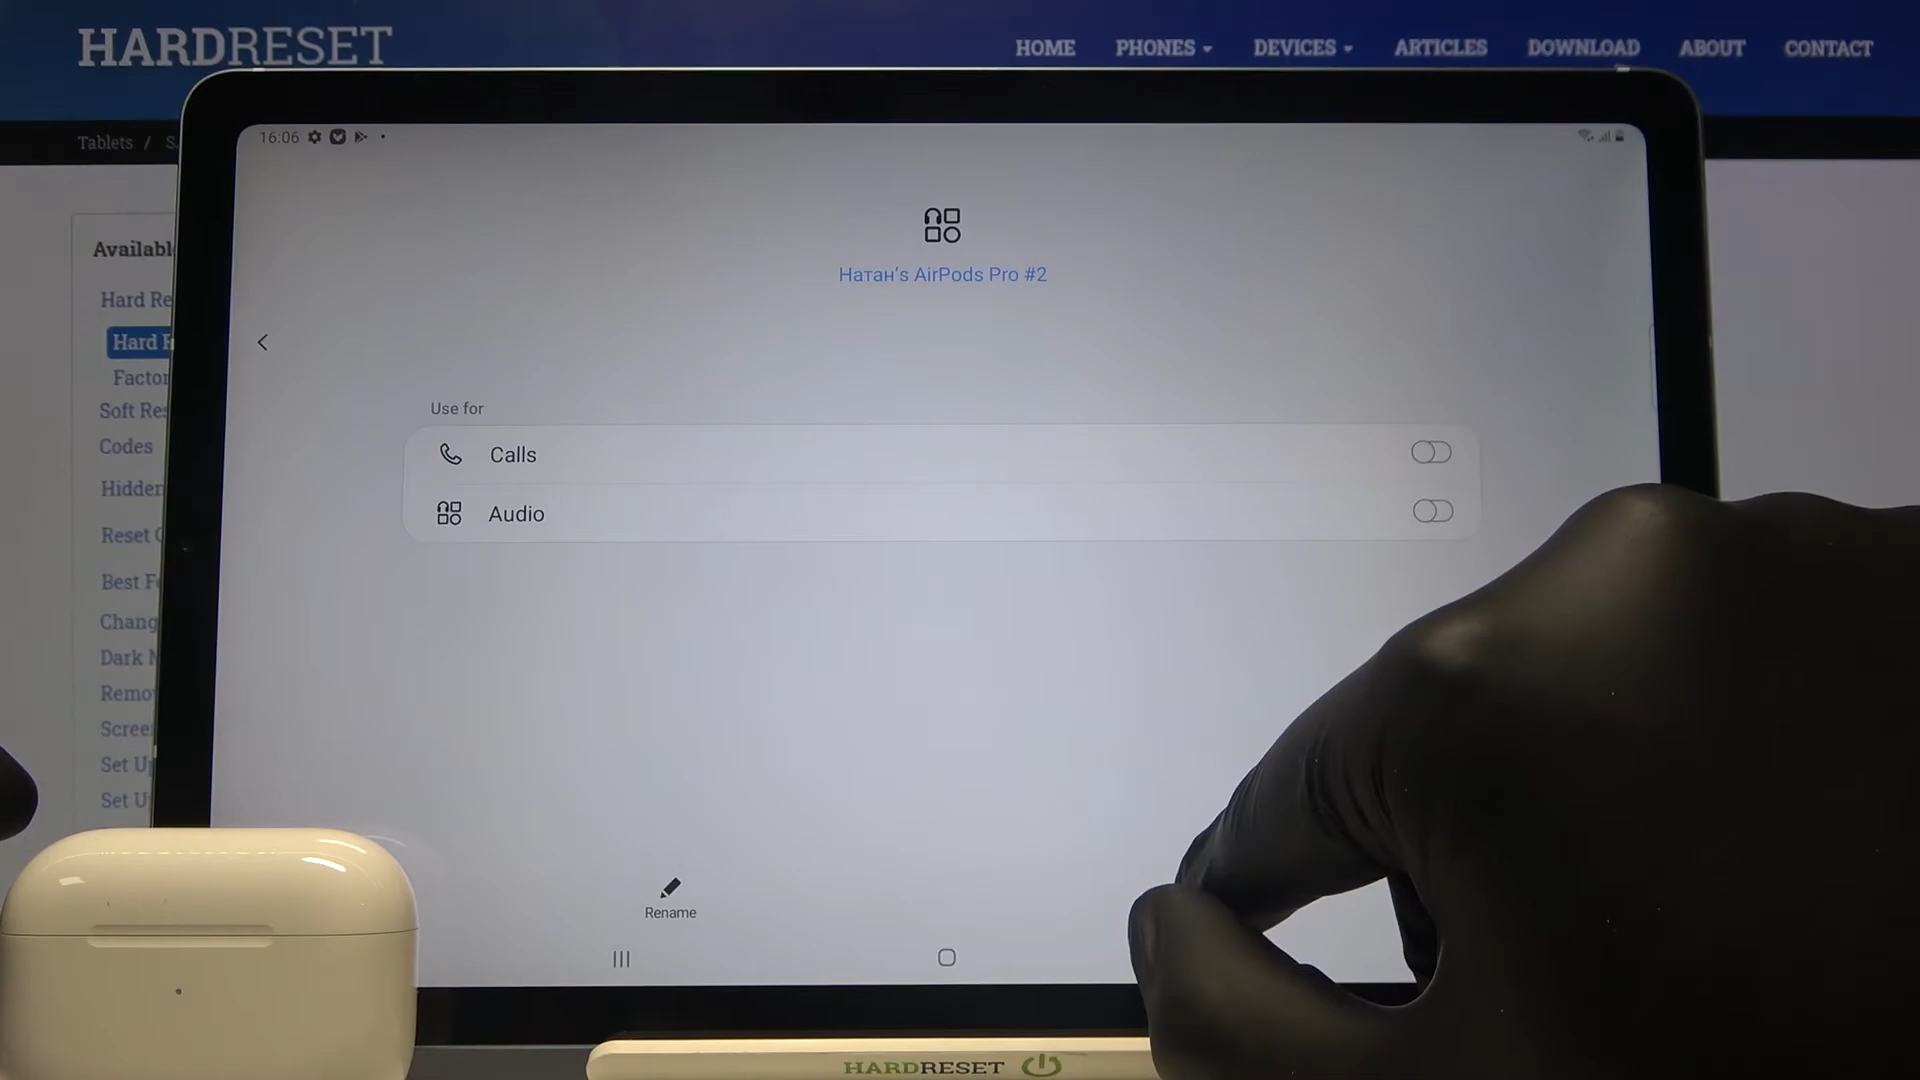 HARDRESET
HOME PHONES DEVICES ARTICLES DOWNLOAD ABOUT CONTACT
Tablets /
16:06
Натан's AirPods Pro #2
Use for
Calls
Audio
Rename
Hard
Codes
HARDRESET